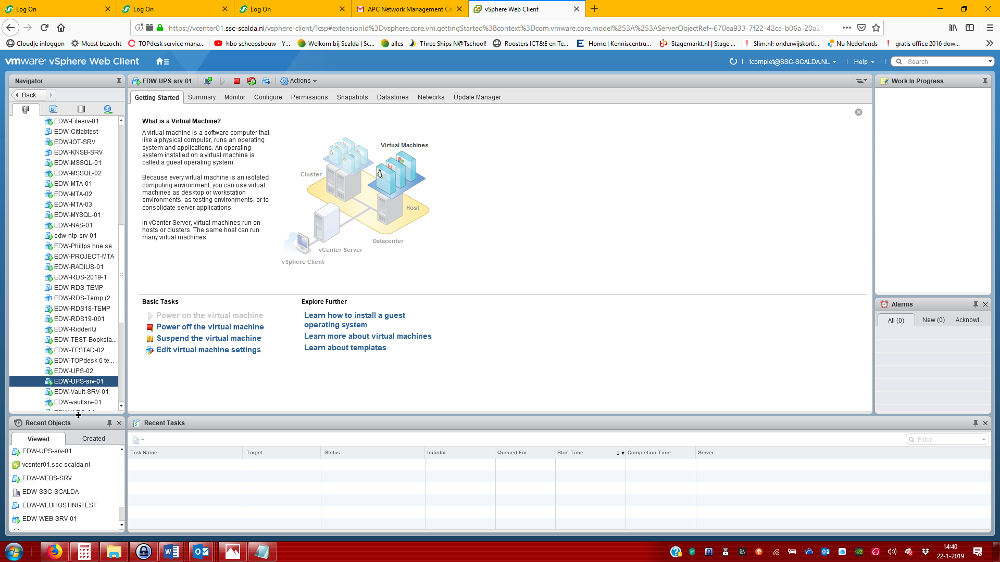 Log On
Log On
Log On
APC Network Management Ca
vSphere Web Client
https://vcenter01.ssc-scalda.nl/vsphere-client/?csp#extensionId%3Dvsphere.core.vm.gettingStarted%3Bcontext%3Dcom.vmware.core.model%253A%253AServerObjectRef~670ea933-7f22-42ca-b06a-20a21
Cloudje inloggon
Meest bezocht
TOPdesk service mana...
hbo scheepsbouw - Y...
Welkom bij Scalda | Sc...
alles
Three Ships N@Tschool!
Roosters ICT&E en Te...
Home | Kenniscentru...
Stagemarkt.nl | Stage ...
Slim.nl: onderwijskorti...
Nu Nederlands
gratis office 2016 dow...
vmware® vSphere Web Client
tcompiet@SSC-SCALDA.NL
Help
Search
Navigator
Back
EDW-Filesrv-01
EDW-Gitlabtest
EDW-IOT-SRV
EDW-KNSB-SRV
EDW-MSSQL-01
EDW-MSSQL-02
EDW-MTA-01
EDW-MTA-02
EDW-MTA-03
EDW-MYSQL-01
EDW-NAS-01
edw-ntp-srv-01
EDW-Phillps hue se...
EDW-PROJECT-MTA
EDW-RADIUS-01
EDW-RDS-2019-1
EDW-RDS-TEMP
EDW-RDS-Temp (2...
EDW-RDS18-TEMP
EDW-RDS19-001
EDW-RidderIQ
EDW-TEST-Booksta...
EDW-TESTAD-02
EDW-TOPdesk 6 te...
EDW-UPS-02
EDW-UPS-srv-01
EDW-Vault-SRV-01
EDW-vaultsrv-01
EDW-UPS-srv-01
Actions
Getting Started
Summary
Monitor
Configure
Permissions
Snapshots
Datastores
Networks
Update Manager
What is a Virtual Machine?
A virtual machine is a software computer that,
like a physical computer, runs an operating
system and applications. An operating
system installed on a virtual machine is
called a guest operating system.
Because every virtual machine is an isolated
computing environment, you can use virtual
machines as desktop or workstation
environments, as testing environments, or to
consolidate server applications.
In vCenter Server, virtual machines run on
hosts or clusters. The same host can run
many virtual machines.
Virtual Machines
Cluster
Host
Datacenter
vCenter Server
vSphere Client
Basic Tasks
Power on the virtual machine
Power off the virtual machine
Suspend the virtual machine
Edit virtual machine settings
Explore Further
Learn how to install a guest
operating system
Learn more about virtual machines
Learn about templates
Work In Progress
Alarms
All (0)
New (0)
Acknowl...
Recent Objects
Viewed
Created
EDW-UPS-srv-01
vcenter01.ssc-scalda.nl
EDW-WEBS-SRV
EDW-SSC-SCALDA
EDW-WEBHOSTINGTEST
EDW-WEB-SRV-01
Recent Tasks
Filter
Task Name
Target
Status
Initiator
Queued For
Start Time
1
Completion Time
Server
14:40
22-1-2019